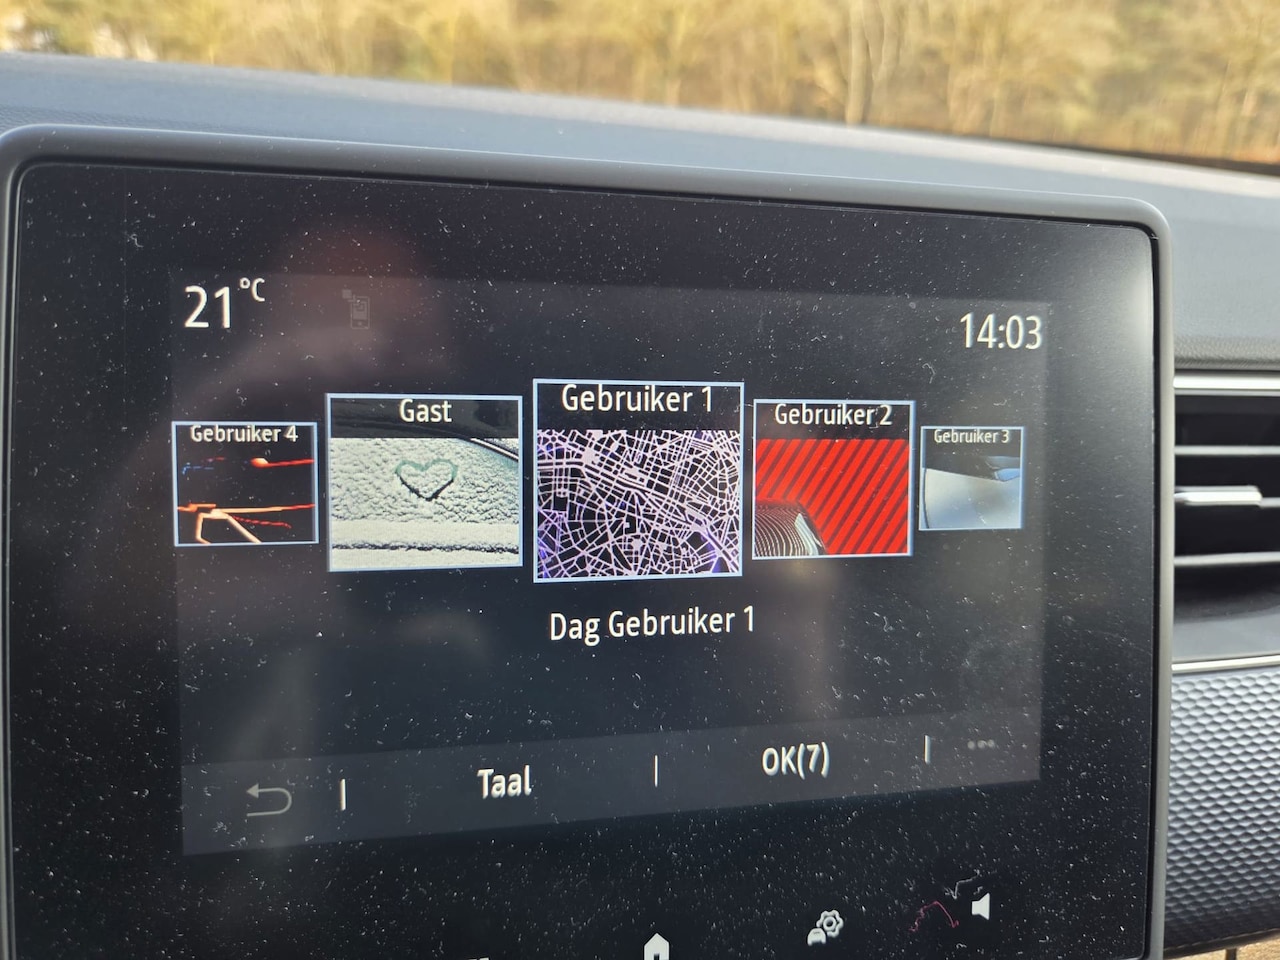 21°C
14:03
Gebruiker 4
Gast
Gebruiker 1
Gebruiker 2
Gebruiker 3
Dag Gebruiker 1
Taal
OK(7)